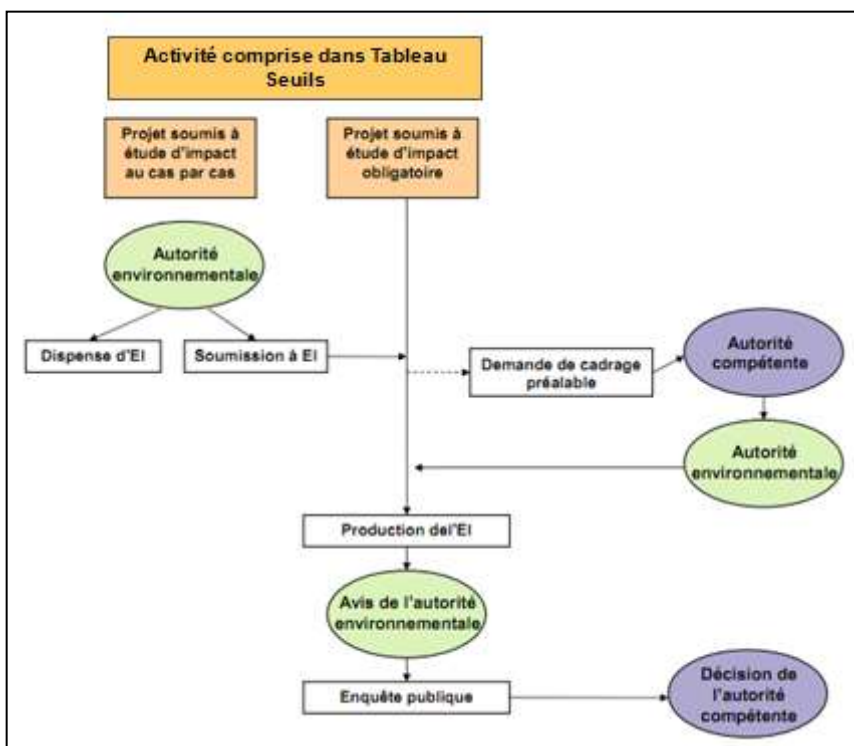 Activité comprise dans Tableau
Seuils
Projet soumis à
étude d'impact
au cas par cas
Projet soumis à
étude d'impact
obligatoire
Autorité
environnementale
Dispense d'EI
Soumission à EI
Demande de cadrage
préalable
Autorité
compétente
Autorité
environnementale
Production del'EI
Avis de l'autorité
environnementale
Enquête publique
Décision de
l'autorité
compétente